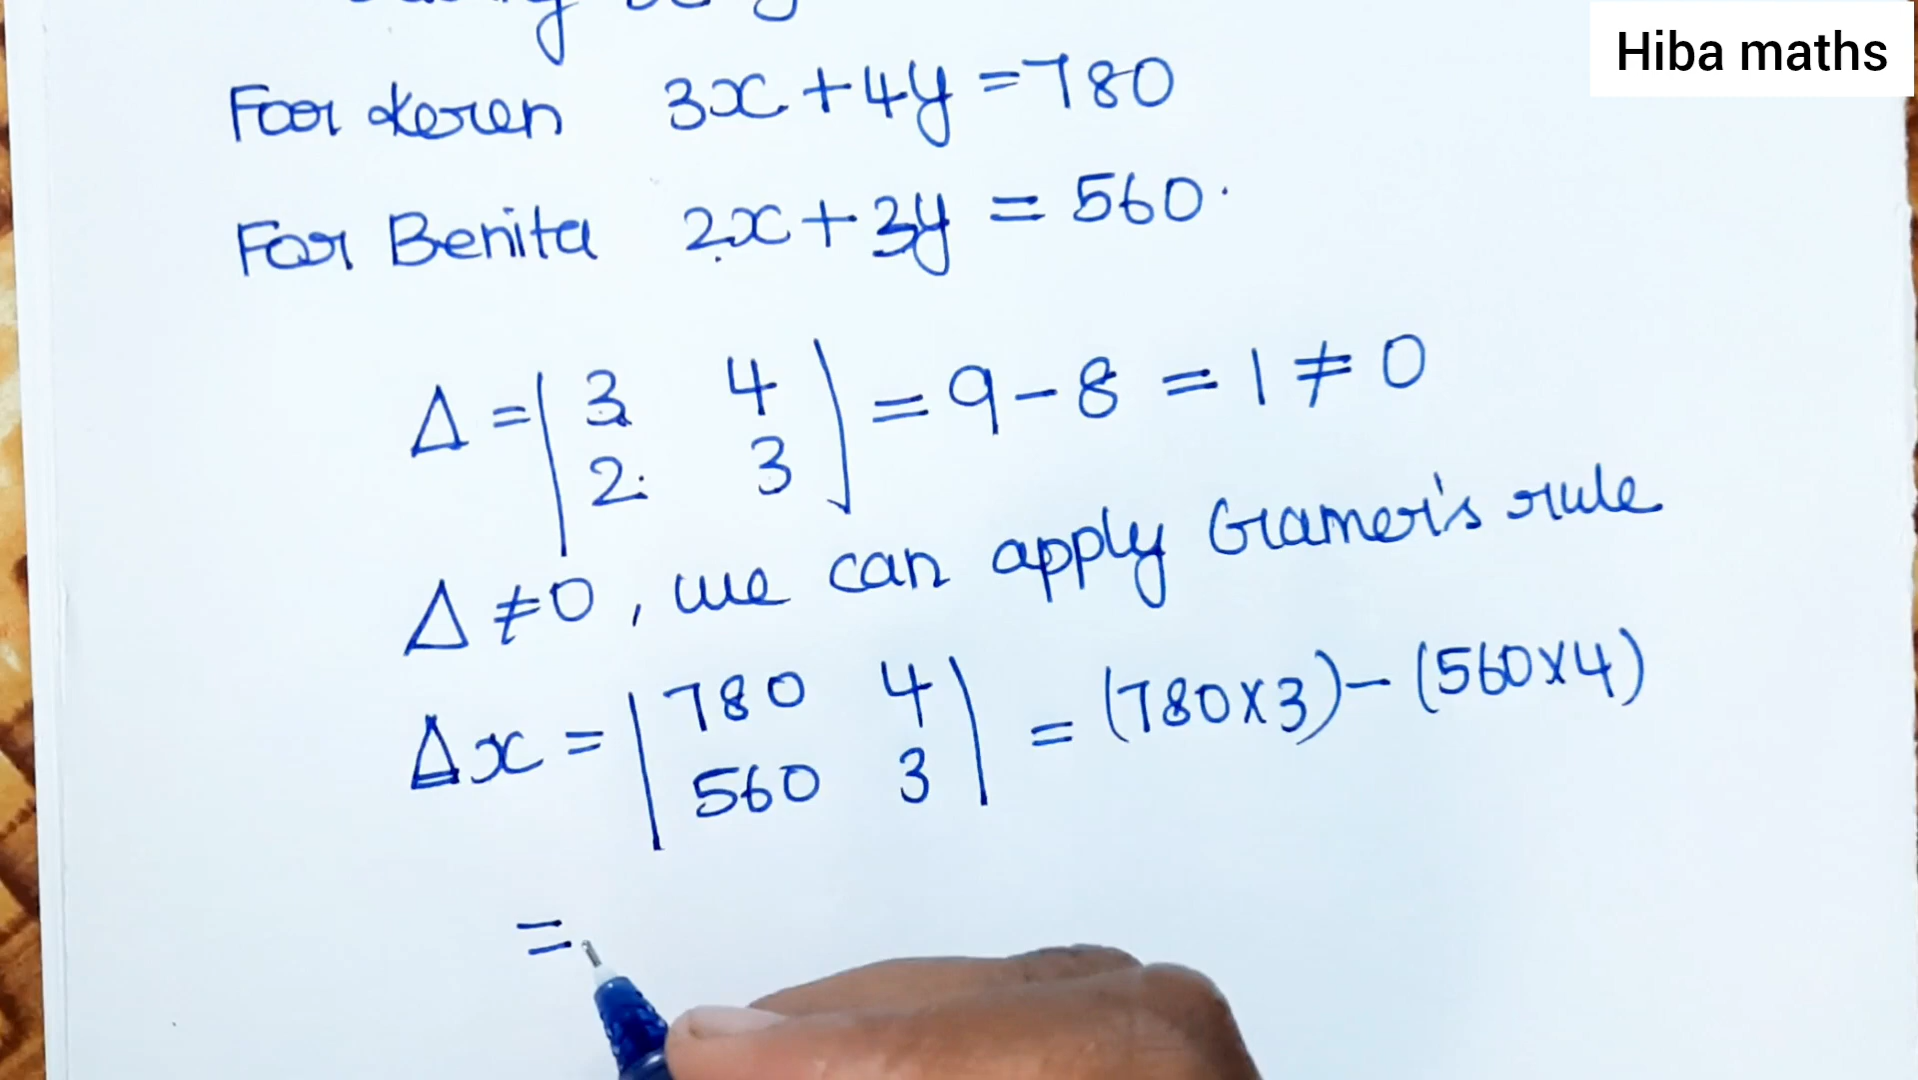 Hiba maths
For Keren 3x + 4y = 780
For Benita 2x + 3y = 560.
Δ = | 3 4 | = 9 - 8 = 1 ≠ 0
2 3
Δ ≠ 0, we can apply Cramer's rule
Δx = | 780 4 | = (780×3) - (560×4)
560 3
=